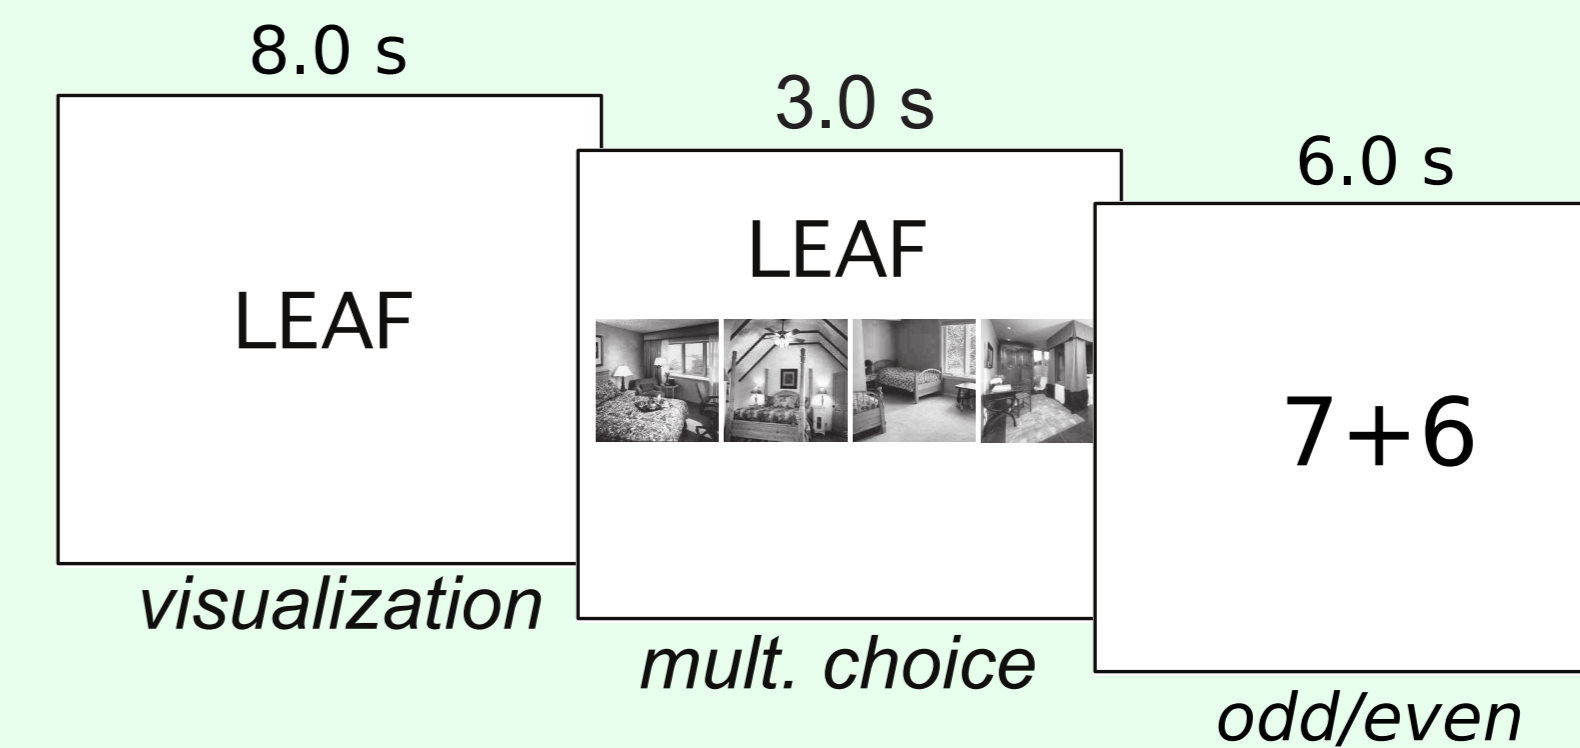 8.0 s
LEAF
visualization
3.0 s
LEAF
mult. choice
6.0 s
7+6
odd/even